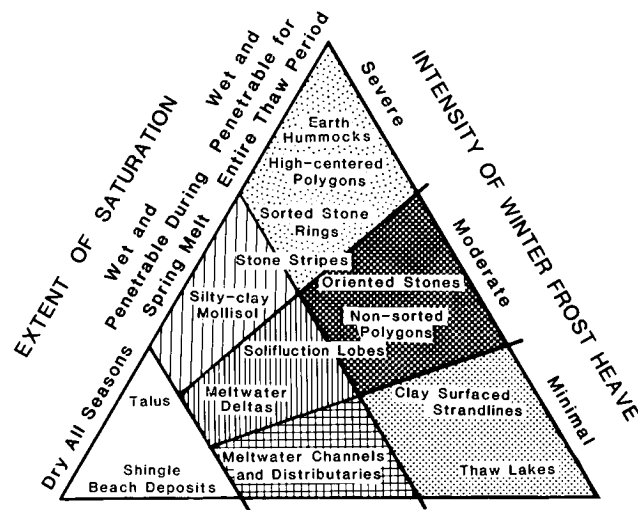 Wet and
Penetrable for
Entire Thaw Period
Wet and
Penetrable During
Spring Melt
Dry All Seasons
EXTENT OF SATURATION
Severe
Moderate
Minimal
INTENSITY OF WINTER FROST HEAVE
Earth
Hummocks
High-centered
Polygons
Sorted Stone
Rings
Stone Stripes
Oriented Stones
Silty-clay
Mollisol
Non-sorted
Polygons
Solifluction Lobes
Talus
Meltwater
Deltas
Clay Surfaced
Strandlines
Meltwater Channels
and Distributaries
Shingle
Beach Deposits
Thaw Lakes